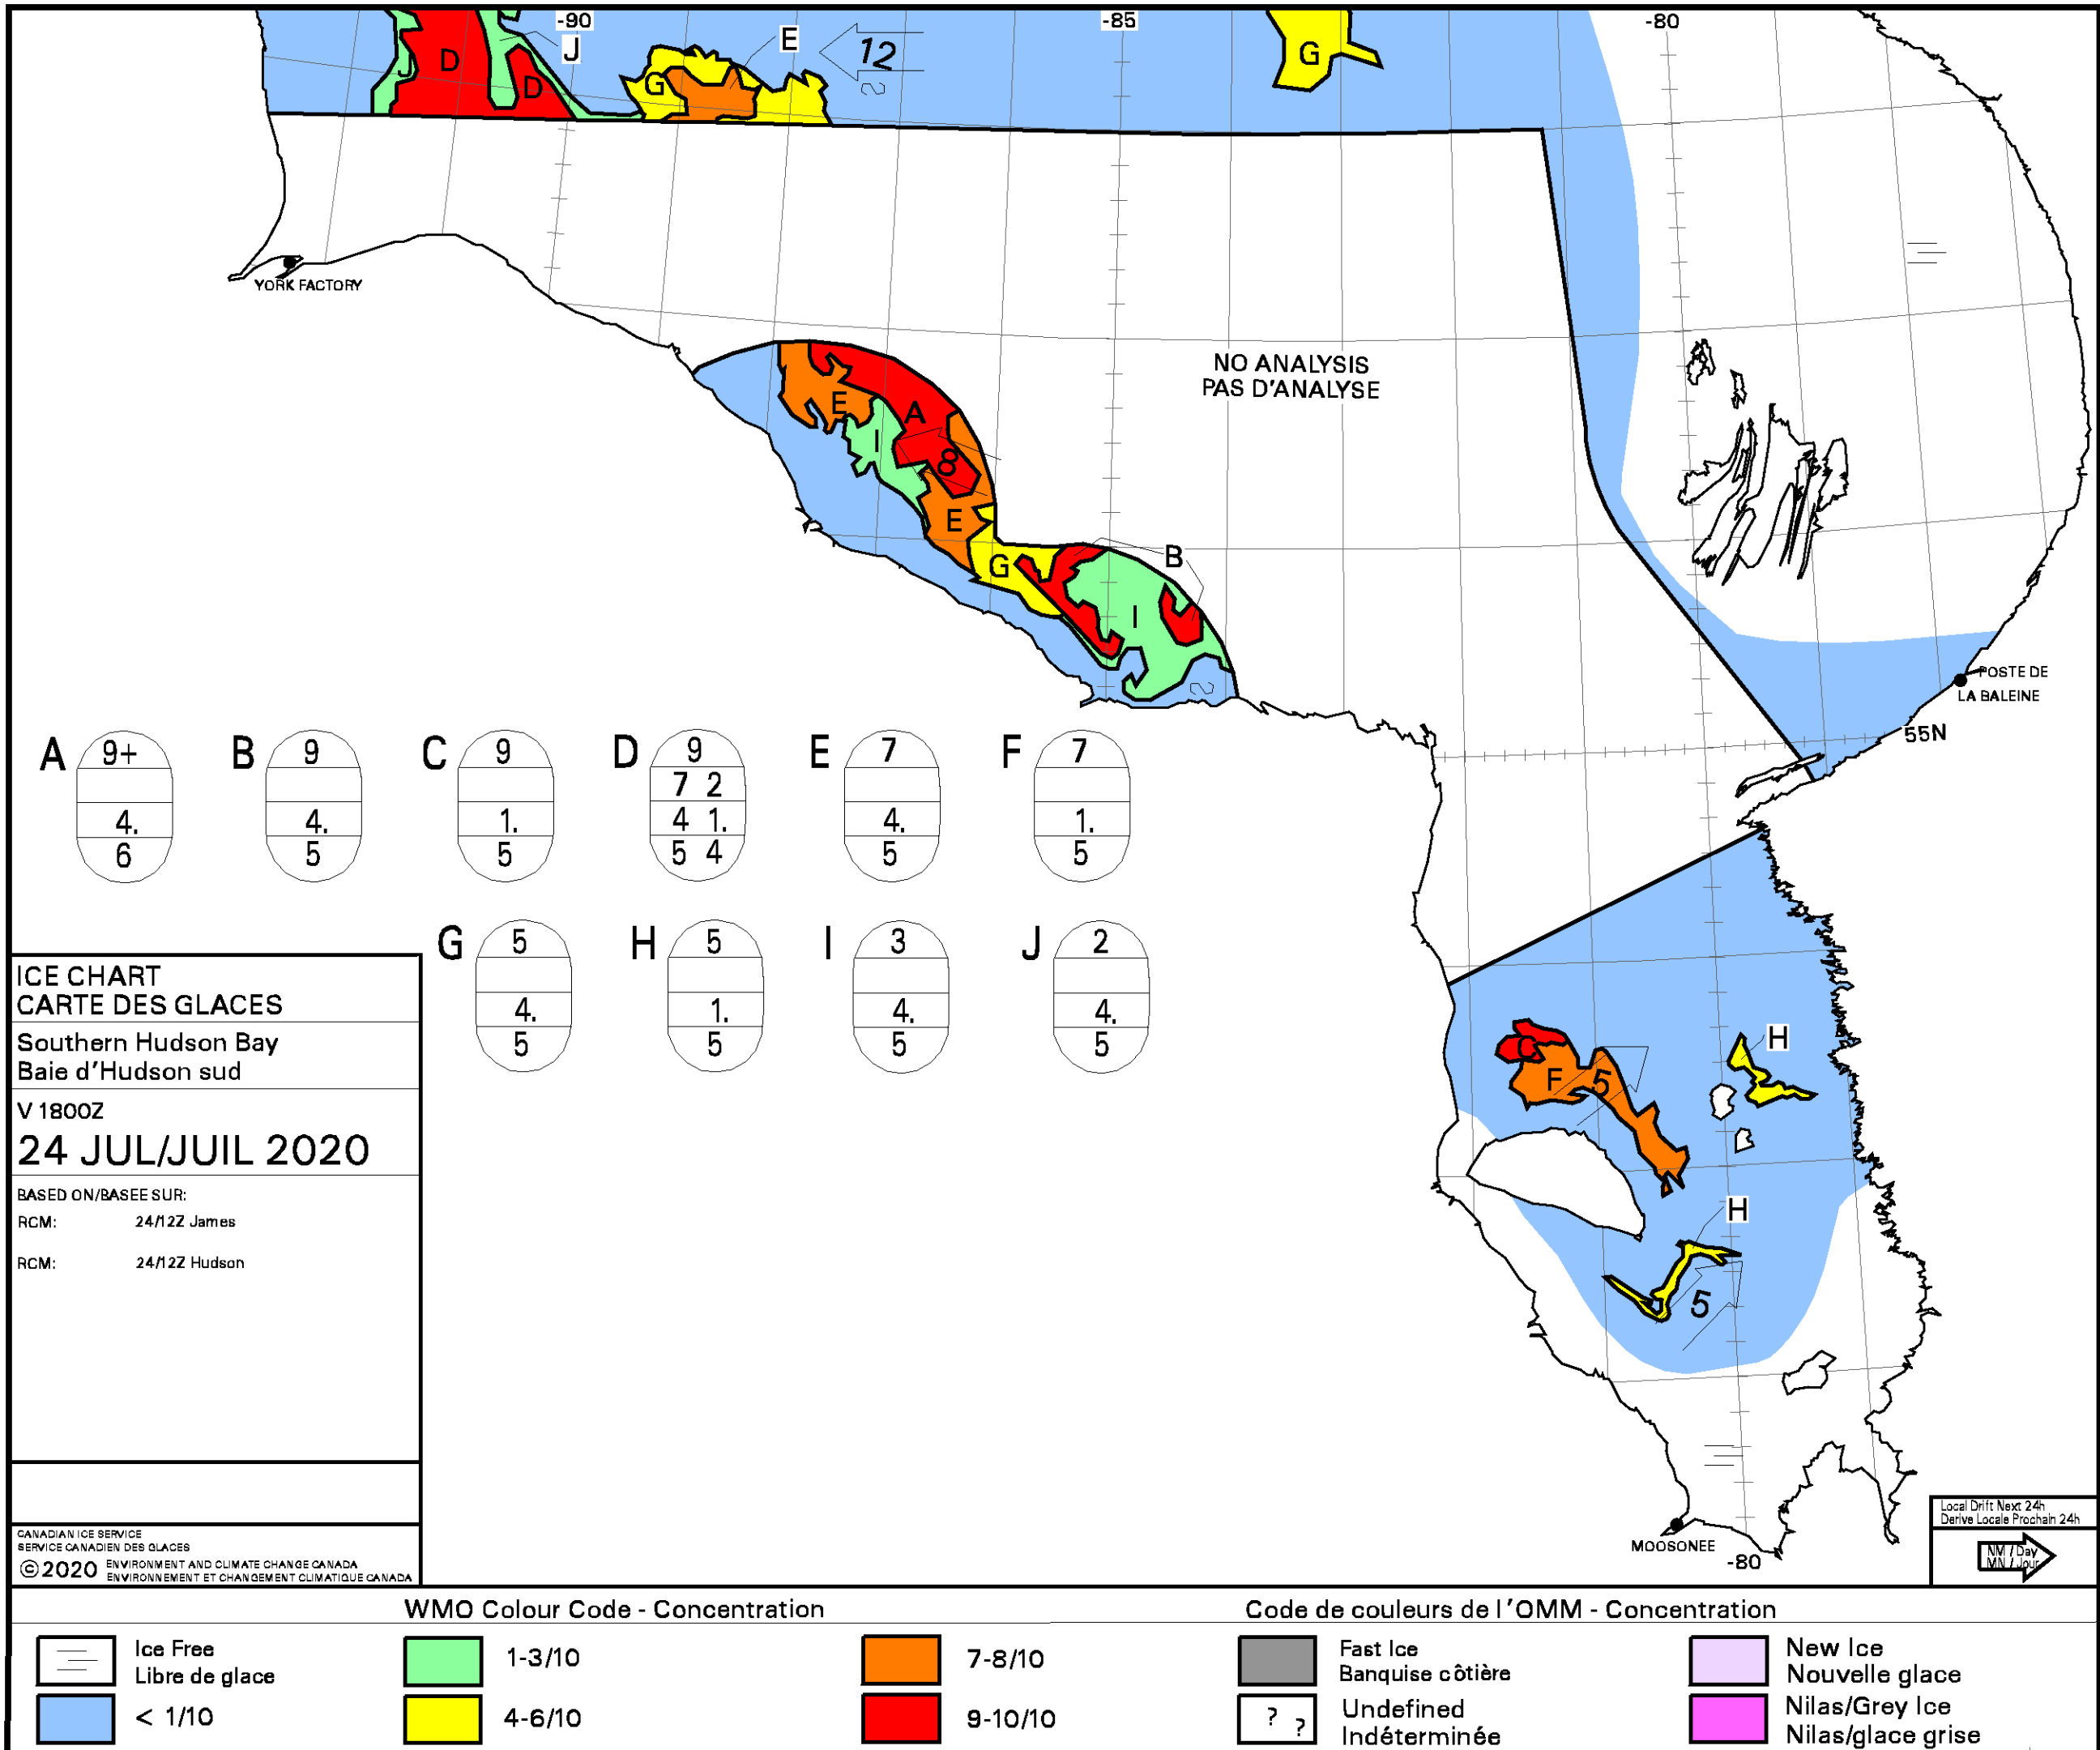 -90
-85
-80
J
D
J
D
G
E
12
G
YORK FACTORY
NO ANALYSIS
PAS D'ANALYSE
E
A
I
8
E
G
B
I
POSTE DE
LA BALEINE
55N
A
9+
4.
6
B
9
4.
5
C
9
1.
5
D
9
7 2
4 1.
5 4
E
7
4.
5
F
7
1.
5
G
5
4.
5
H
5
1.
5
I
3
4.
5
J
2
4.
5
C
F
5
H
H
5
MOOSONEE
-80
ICE CHART
CARTE DES GLACES
Southern Hudson Bay
Baie d'Hudson sud
V 1800Z
24 JUL/JUIL 2020
BASED ON/BASEE SUR:
RCM: 24/12Z James
RCM: 24/12Z Hudson
CANADIAN ICE SERVICE
SERVICE CANADIEN DES GLACES
© 2020 ENVIRONMENT AND CLIMATE CHANGE CANADA
ENVIRONNEMENT ET CHANGEMENT CLIMATIQUE CANADA
Local Drift Next 24h
Derive Locale Prochain 24h
NM / Day
MN / Jour
WMO Colour Code - Concentration
Code de couleurs de l'OMM - Concentration
Ice Free
Libre de glace
< 1/10
1-3/10
4-6/10
7-8/10
9-10/10
Fast Ice
Banquise côtière
? ?
Undefined
Indéterminée
New Ice
Nouvelle glace
Nilas/Grey Ice
Nilas/glace grise